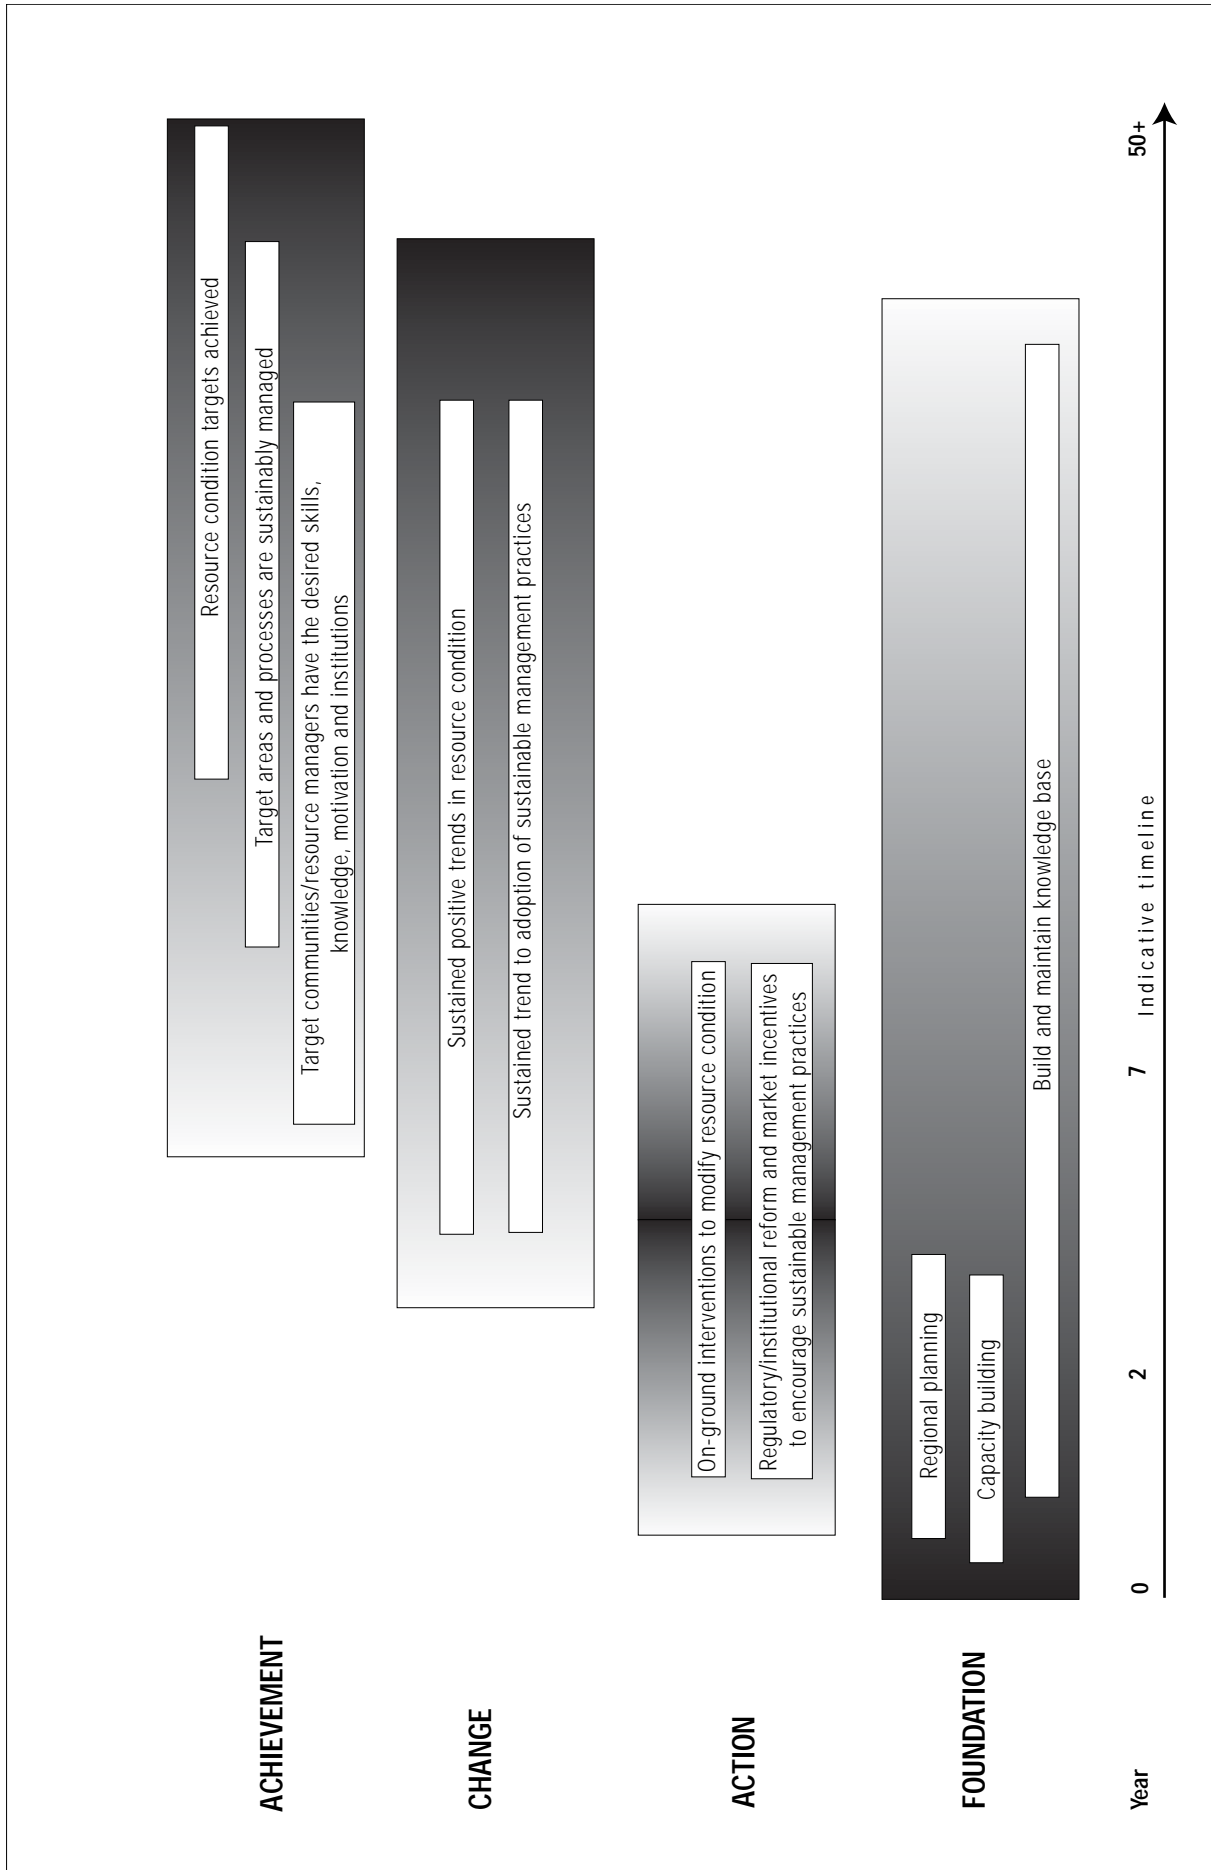 ACHIEVEMENT
Resource condition targets achieved
Target areas and processes are sustainably managed
Target communities/resource managers have the desired skills,
knowledge, motivation and institutions
CHANGE
Sustained positive trends in resource condition
Sustained trend to adoption of sustainable management practices
ACTION
On-ground interventions to modify resource condition
Regulatory/institutional reform and market incentives
to encourage sustainable management practices
FOUNDATION
Regional planning
Capacity building
Build and maintain knowledge base
Year 0 2 7 50+
Indicative timeline